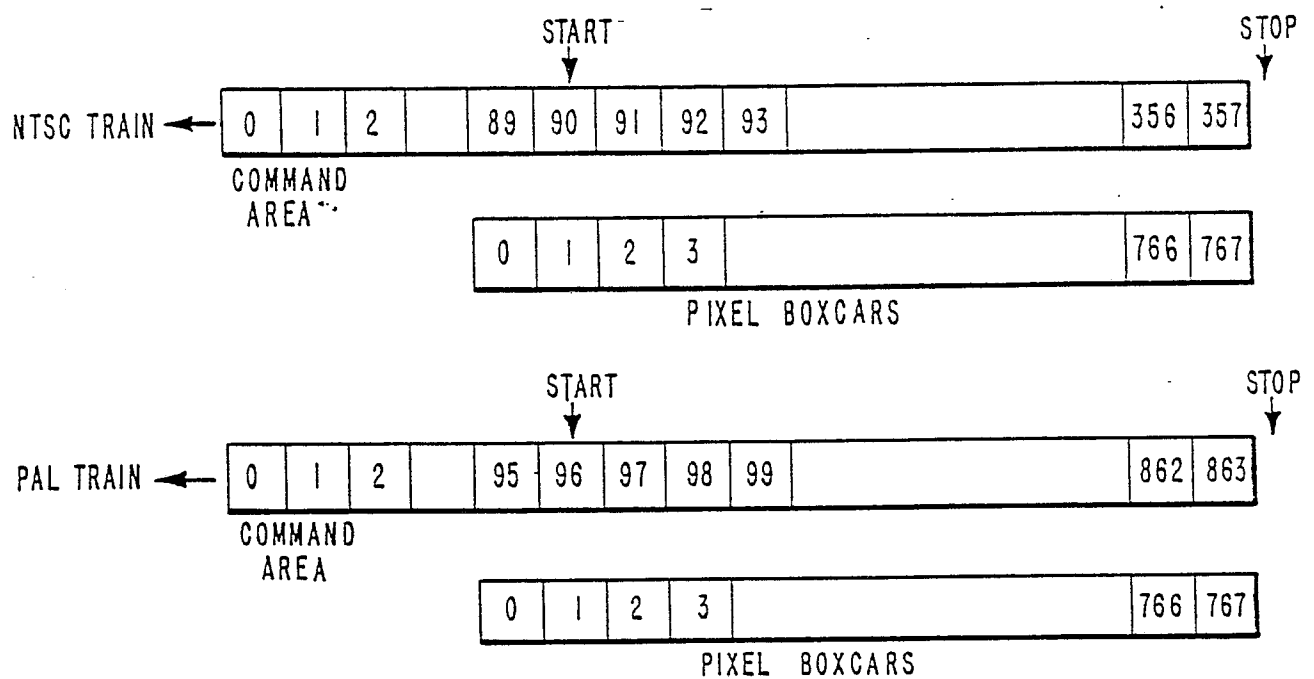 START STOP
NTSC TRAIN 0 1 2 89 90 91 92 93 356 357
COMMAND
AREA
0 1 2 3 766 767
PIXEL BOXCARS
START STOP
PAL TRAIN 0 1 2 95 96 97 98 99 862 863
COMMAND
AREA
0 1 2 3 766 767
PIXEL BOXCARS